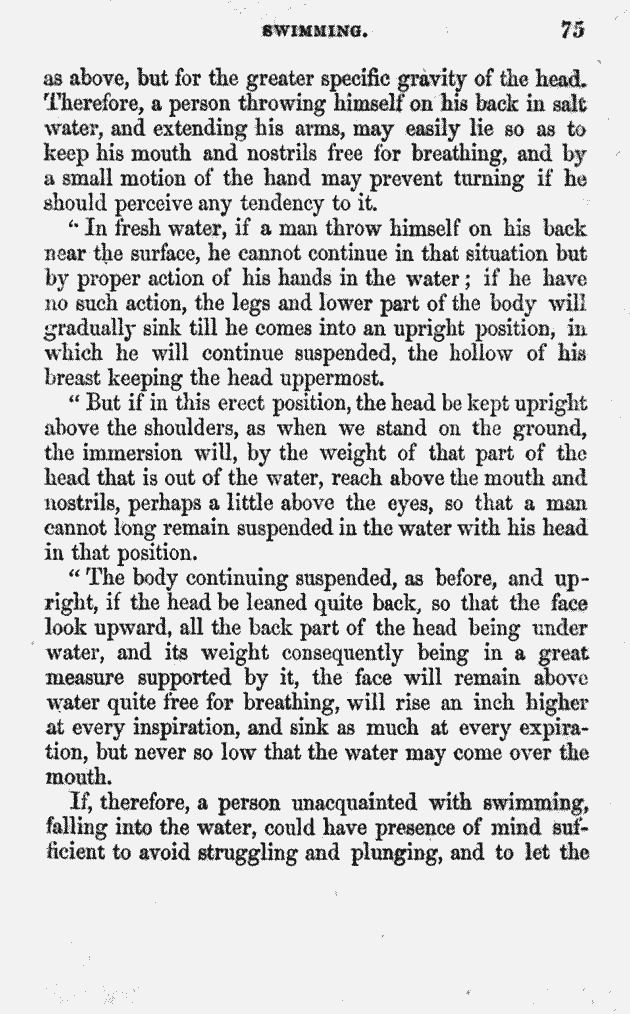 SWIMMING. 75
as above, but for the greater specific gravity of the head.
Therefore, a person throwing himself on his back in salt
water, and extending his arms, may easily lie so as to
keep his mouth and nostrils free for breathing, and by
a small motion of the hand may prevent turning if he
should perceive any tendency to it.
“ In fresh water, if a man throw himself on his back
near the surface, he cannot continue in that situation but
by proper action of his hands in the water ; if he have
no such action, the legs and lower part of the body will
gradually sink till he comes into an upright position, in
which he will continue suspended, the hollow of his
breast keeping the head uppermost.
“ But if in this erect position, the head be kept upright
above the shoulders, as when we stand on the ground,
the immersion will, by the weight of that part of the
head that is out of the water, reach above the mouth and
nostrils, perhaps a little above the eyes, so that a man
cannot long remain suspended in the water with his head
in that position.
“ The body continuing suspended, as before, and up-
right, if the head be leaned quite back, so that the face
look upward, all the back part of the head being under
water, and its weight consequently being in a great
measure supported by it, the face will remain above
water quite free for breathing, will rise an inch higher
at every inspiration, and sink as much at every expira-
tion, but never so low that the water may come over the
mouth.
If, therefore, a person unacquainted with swimming,
falling into the water, could have presence of mind suf-
ficient to avoid struggling and plunging, and to let the